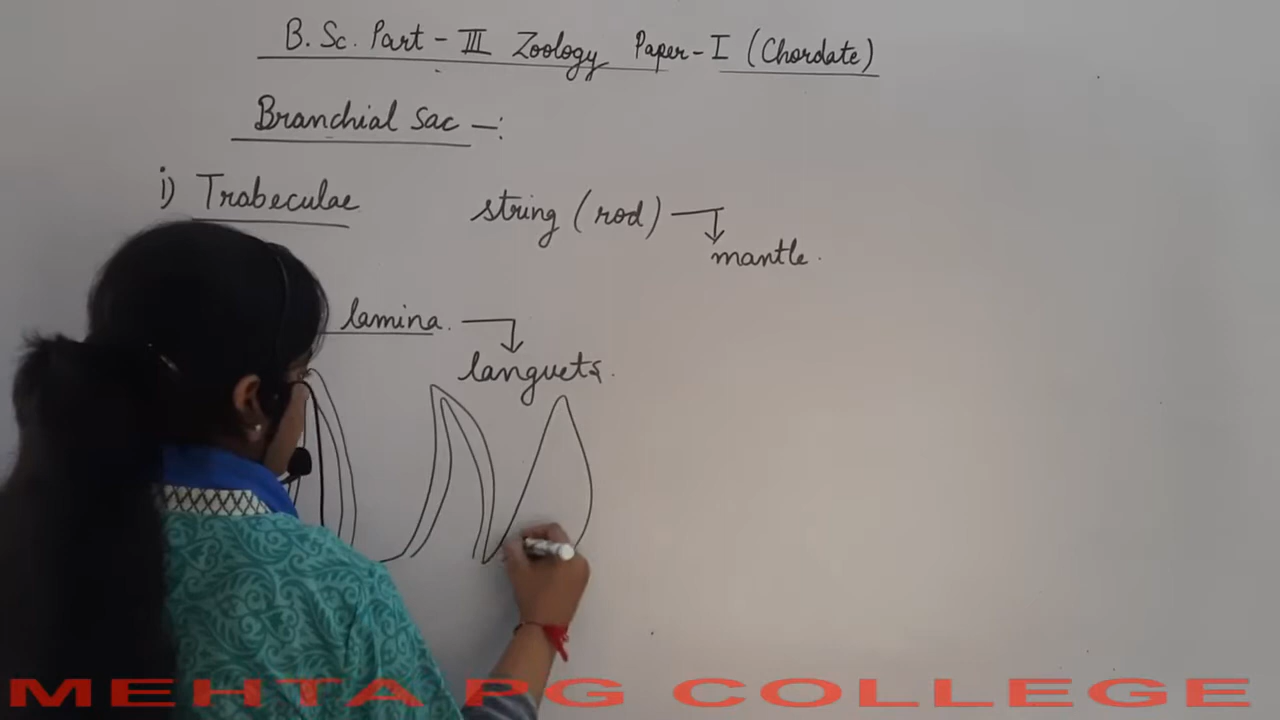 B. Sc. Part - III Zoology Paper - I (Chordate)
Branchial Sac -:
i) Trabeculae string (rod)
mantle.
lamina.
languets.
MEHTA PG COLLEGE